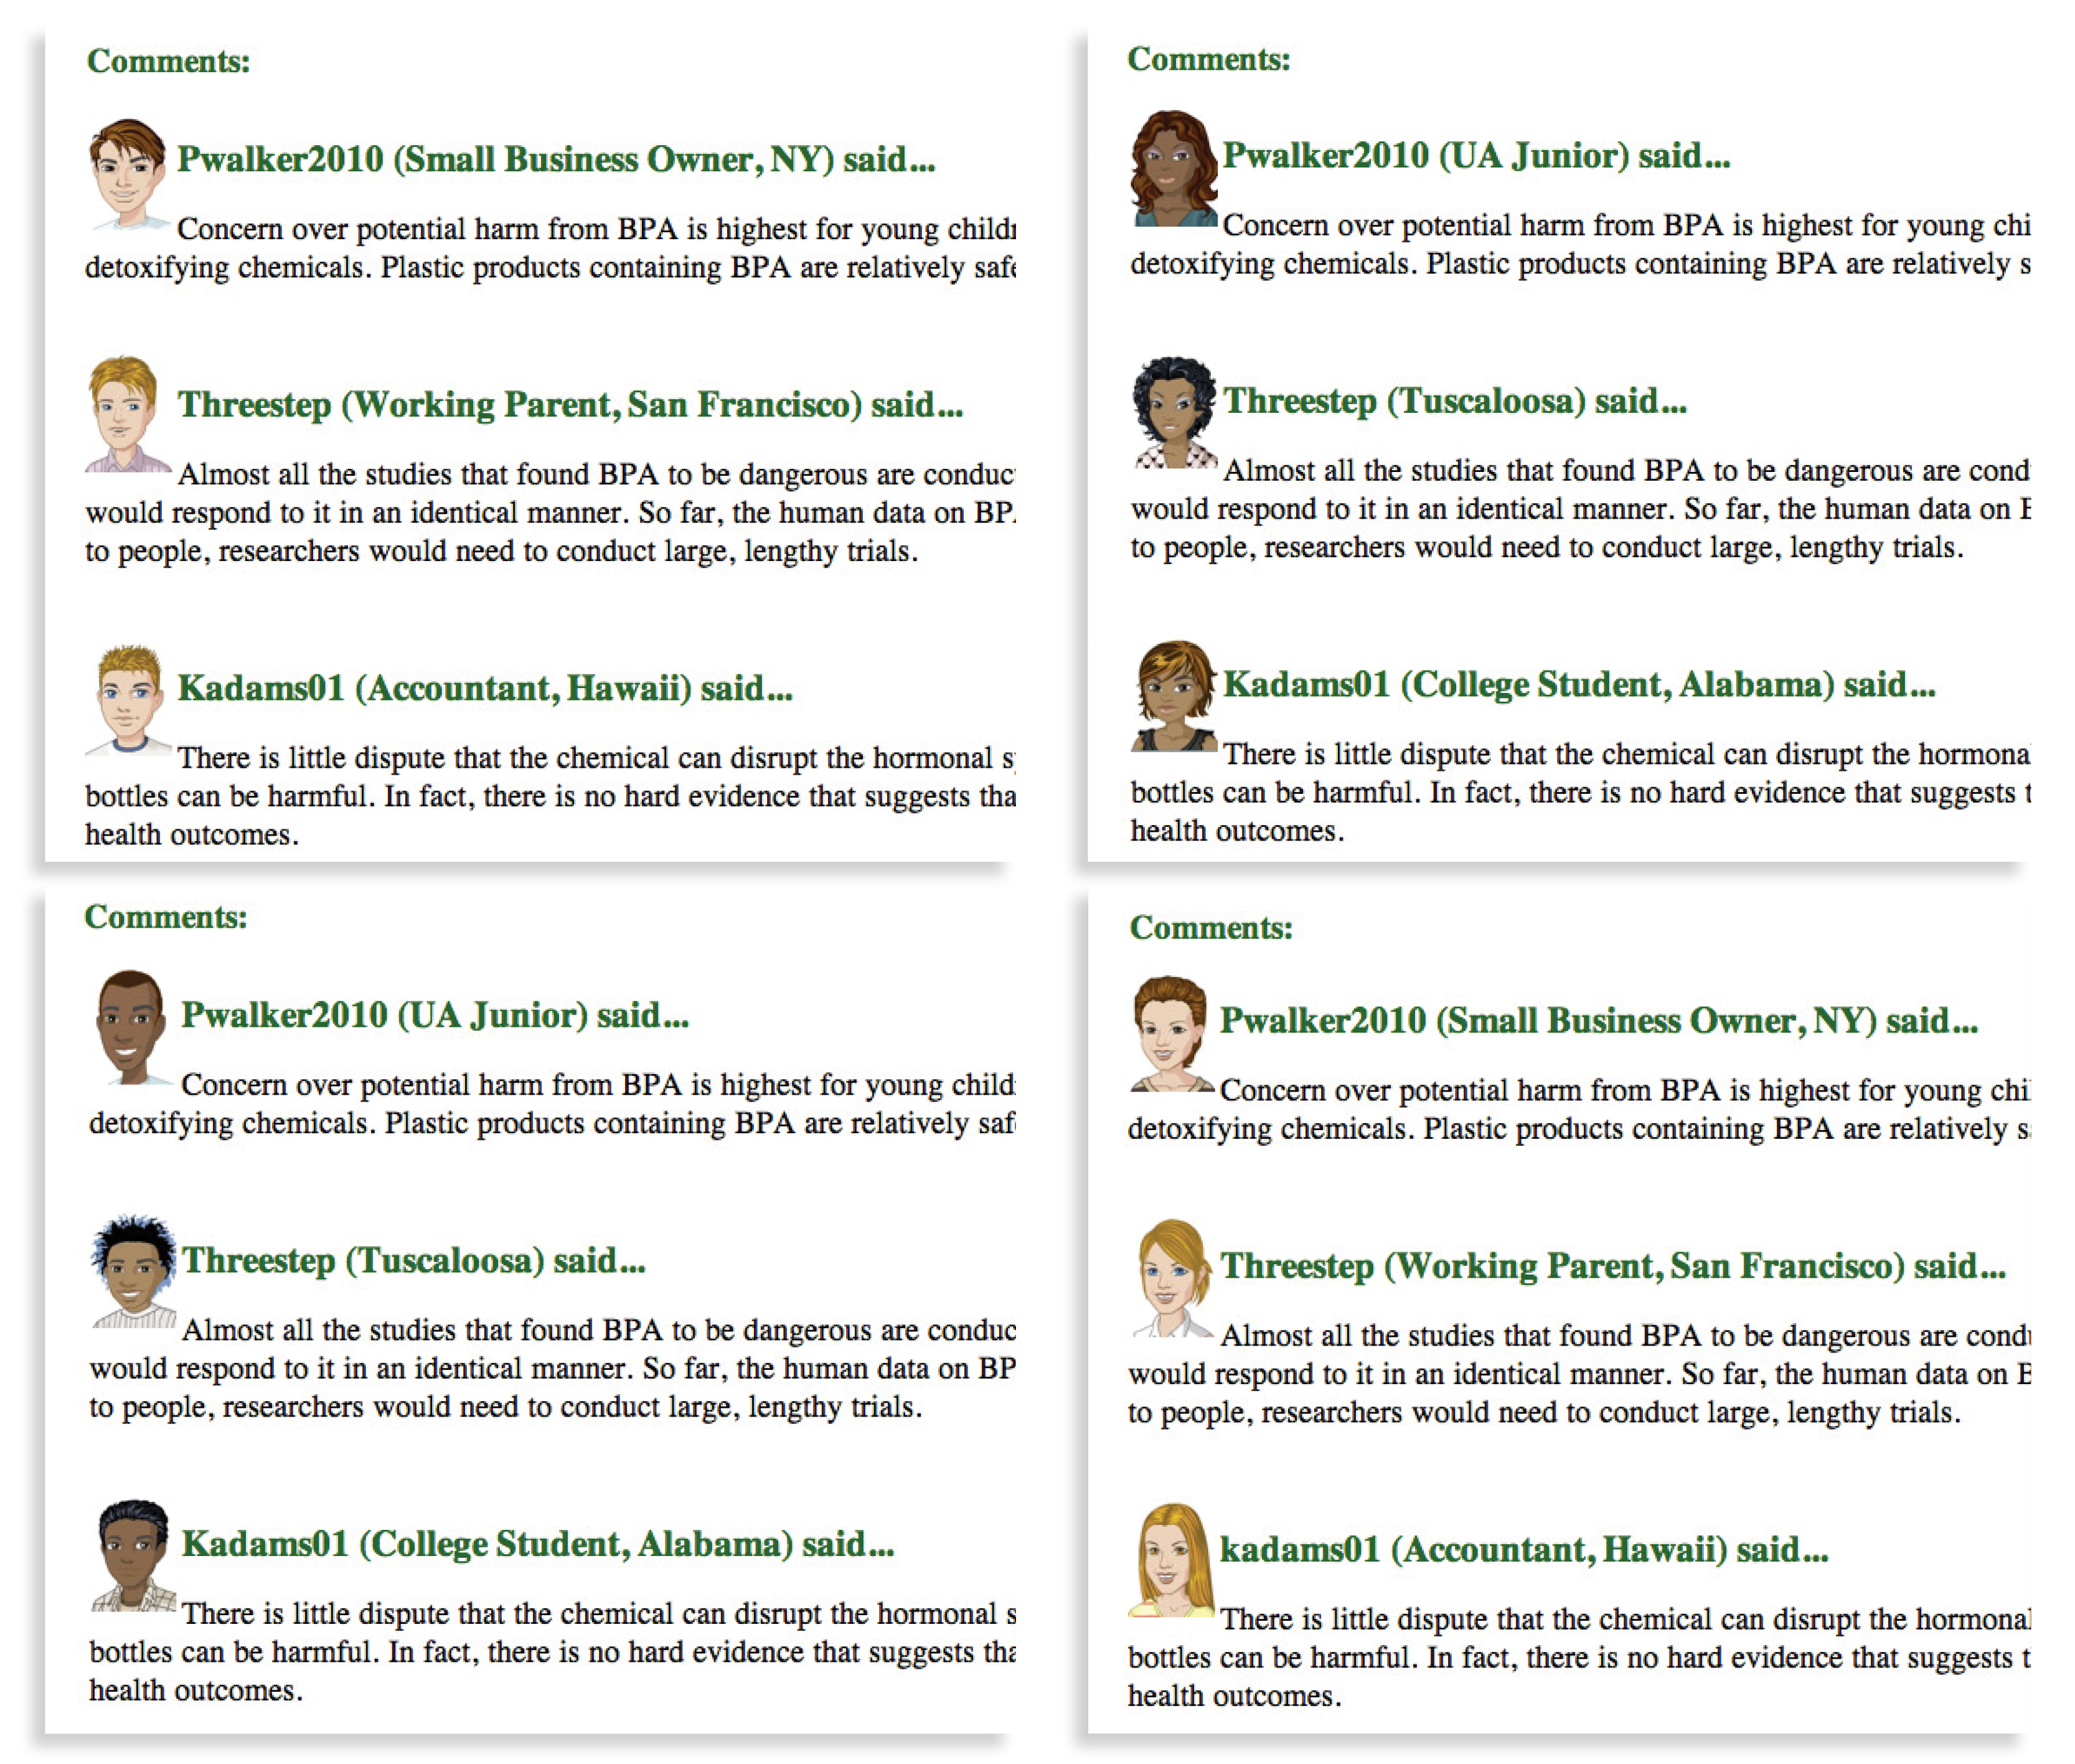 Comments:
Pwalker2010 (Small Business Owner, NY) said...
Concern over potential harm from BPA is highest for young
detoxifying chemicals. Plastic products containing BPA are relatively
Threestep (Working Parent, San Francisco) said...
Almost all the studies that found BPA to be dangerous are
would respond to it in an identical manner. So far, the human data on
to people, researchers would need to conduct large, lengthy trials.
Kadams01 (Accountant, Hawaii) said...
There is little dispute that the chemical can disrupt the hormonal
bottles can be harmful. In fact, there is no hard evidence that suggests
health outcomes.
Comments:
Pwalker2010 (UA Junior) said...
Concern over potential harm from BPA is highest for young
detoxifying chemicals. Plastic products containing BPA are relatively
Threestep (Tuscaloosa) said...
Almost all the studies that found BPA to be dangerous are
would respond to it in an identical manner. So far, the human data on
to people, researchers would need to conduct large, lengthy trials.
Kadams01 (College Student, Alabama) said...
There is little dispute that the chemical can disrupt the
bottles can be harmful. In fact, there is no hard evidence that suggests
health outcomes.
Comments:
Pwalker2010 (UA Junior) said...
Concern over potential harm from BPA is highest for young
detoxifying chemicals. Plastic products containing BPA are relatively
Threestep (Tuscaloosa) said...
Almost all the studies that found BPA to be dangerous are
would respond to it in an identical manner. So far, the human data on
to people, researchers would need to conduct large, lengthy trials.
Kadams01 (College Student, Alabama) said...
There is little dispute that the chemical can disrupt the hormonal
bottles can be harmful. In fact, there is no hard evidence that suggests
health outcomes.
Comments:
Pwalker2010 (Small Business Owner, NY) said...
Concern over potential harm from BPA is highest for young
detoxifying chemicals. Plastic products containing BPA are relatively
Threestep (Working Parent, San Francisco) said...
Almost all the studies that found BPA to be dangerous are
would respond to it in an identical manner. So far, the human data on
to people, researchers would need to conduct large, lengthy trials.
kadams01 (Accountant, Hawaii) said...
There is little dispute that the chemical can disrupt the hormonal
bottles can be harmful. In fact, there is no hard evidence that suggests
health outcomes.